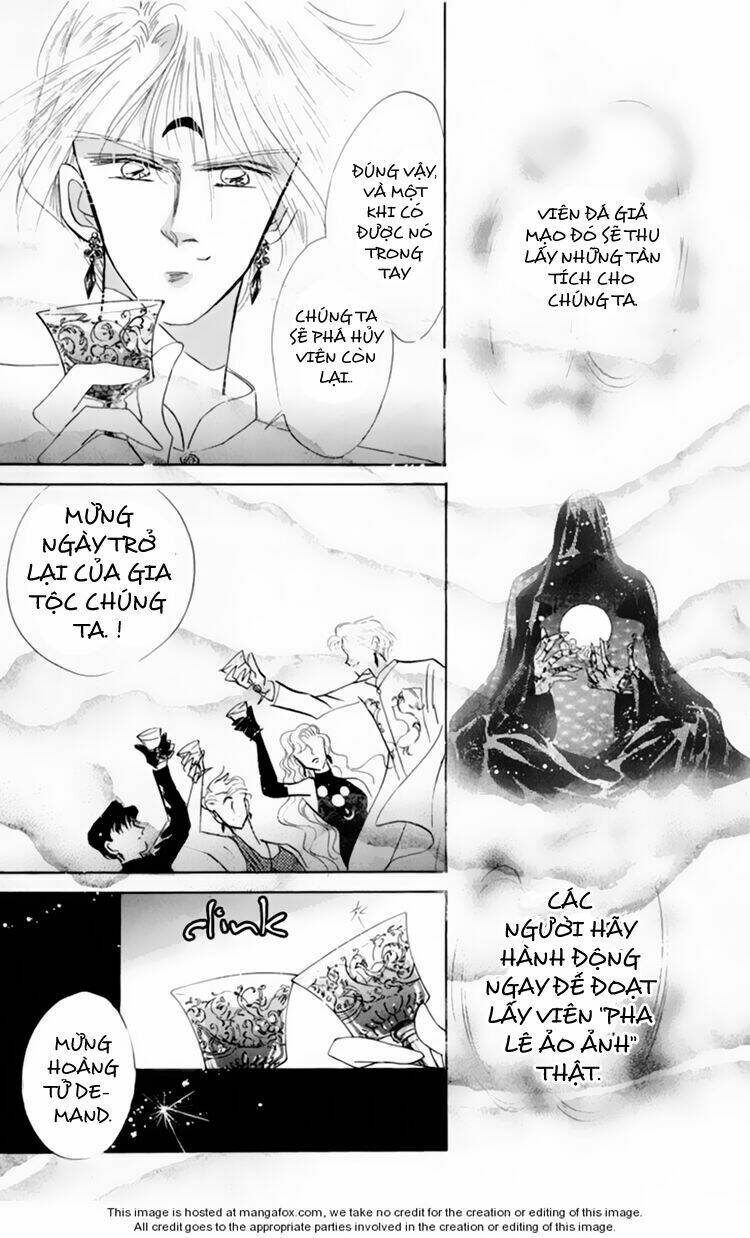 VIÊN ĐÁ GIẢ
MẠO ĐÓ SẼ THU
LẤY NHỮNG TÀN
TÍCH CHO
CHÚNG TA.
CÁC
NGƯỜI HÃY
HÀNH ĐỘNG
NGAY ĐỂ ĐOẠT
LẤY VIÊN "PHA
LÊ ẢO ẢNH"
THẬT.
ĐÚNG VẬY,
VÀ MỘT
KHI CÓ
ĐƯỢC NÓ
TRONG
TAY
CHÚNG TA
SẼ PHÁ HỦY
VIÊN CÒN
LẠI..
MỪNG
NGÀY TRỞ
LẠI CỦA GIA
TỘC CHÚNG
TA. !
clink
MỪNG
HOÀNG
TỬ DE-
MAND.
This image is hosted at mangafox.com, we take no credit for the creation or editing of this image.
All credit goes to the appropriate parties involved in the creation or editing of this image.